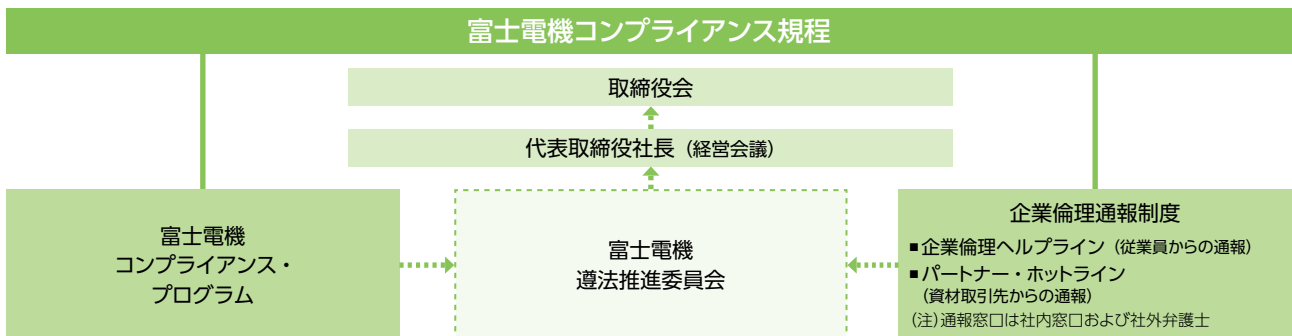 富士電機コンプライアンス規程
取締役会
代表取締役社長（経営会議）
富士電機
コンプライアンス・
プログラム
富士電機
遵法推進委員会
企業倫理通報制度
■企業倫理ヘルプライン（従業員からの通報）
■パートナー・ホットライン
（資材取引先からの通報）
（注）通報窓口は社内窓口および社外弁護士